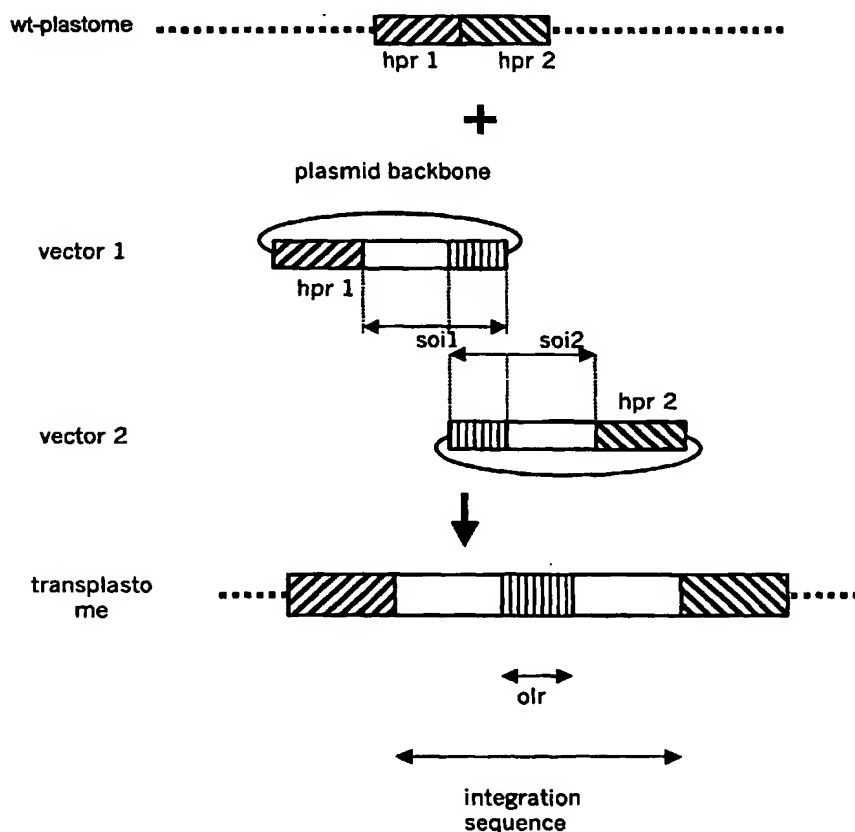 wt-plastome
hpr 1 hpr 2
+
plasmid backbone
vector 1
hpr 1
soi1 soi2
hpr 2
vector 2
transplasto
me
olr
integration
sequence